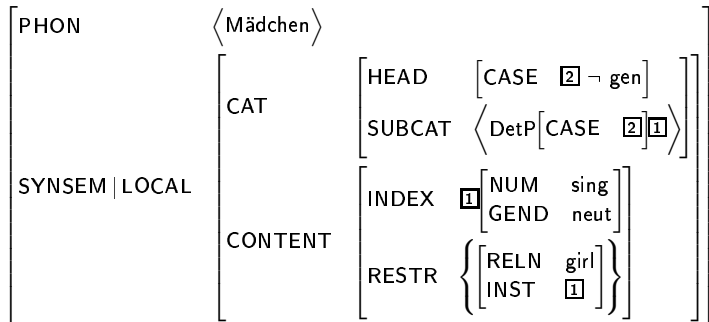 PHON ⟨Mädchen⟩
HEAD [CASE 2 ¬ gen]
CAT
SUBCAT ⟨DetP[CASE 2]1⟩
SYNSEM | LOCAL
INDEX 1[NUM sing
GEND neut]
CONTENT
RESTR {[RELN girl
INST 1]}